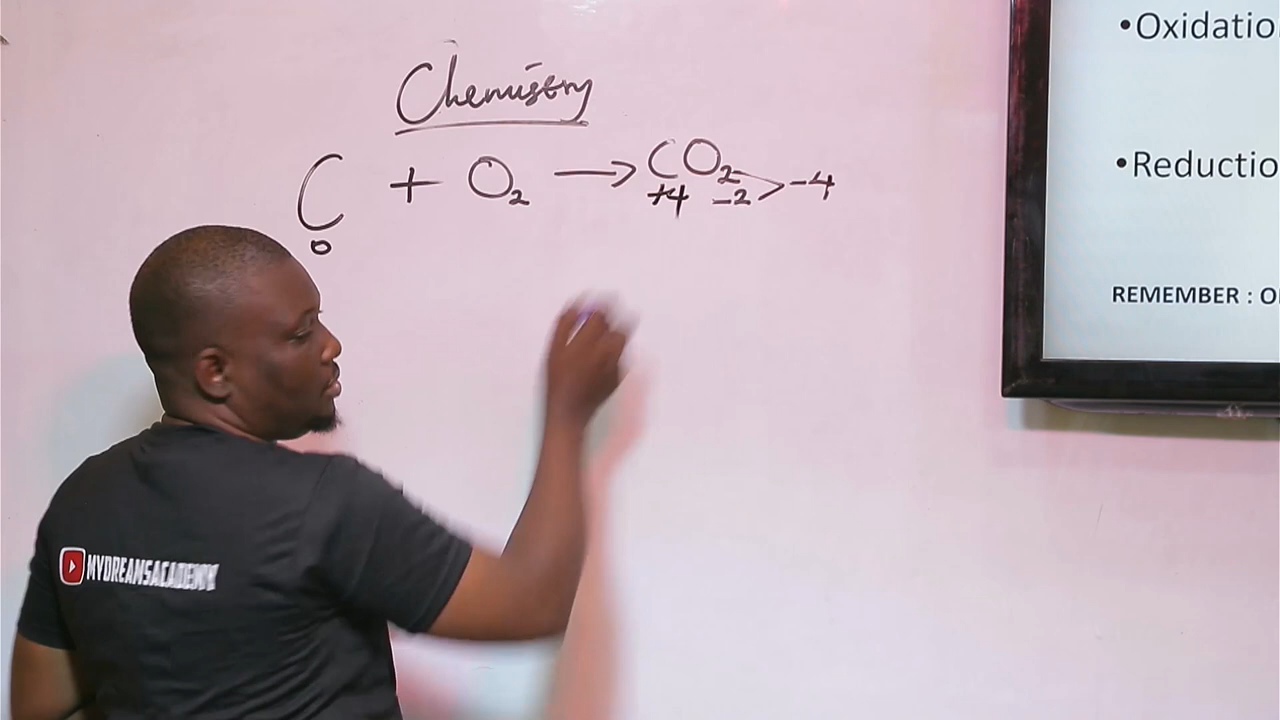 Chemistry
C + O₂ → CO₂ > -4
0 +4 -2
•Oxidatio
•Reductio
REMEMBER : O
MYDREAMSACADEMY